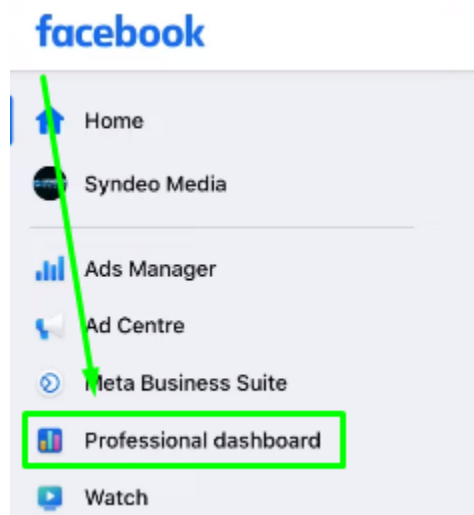 facebook
Home
Syndeo Media
Ads Manager
Ad Centre
Meta Business Suite
Professional dashboard
Watch